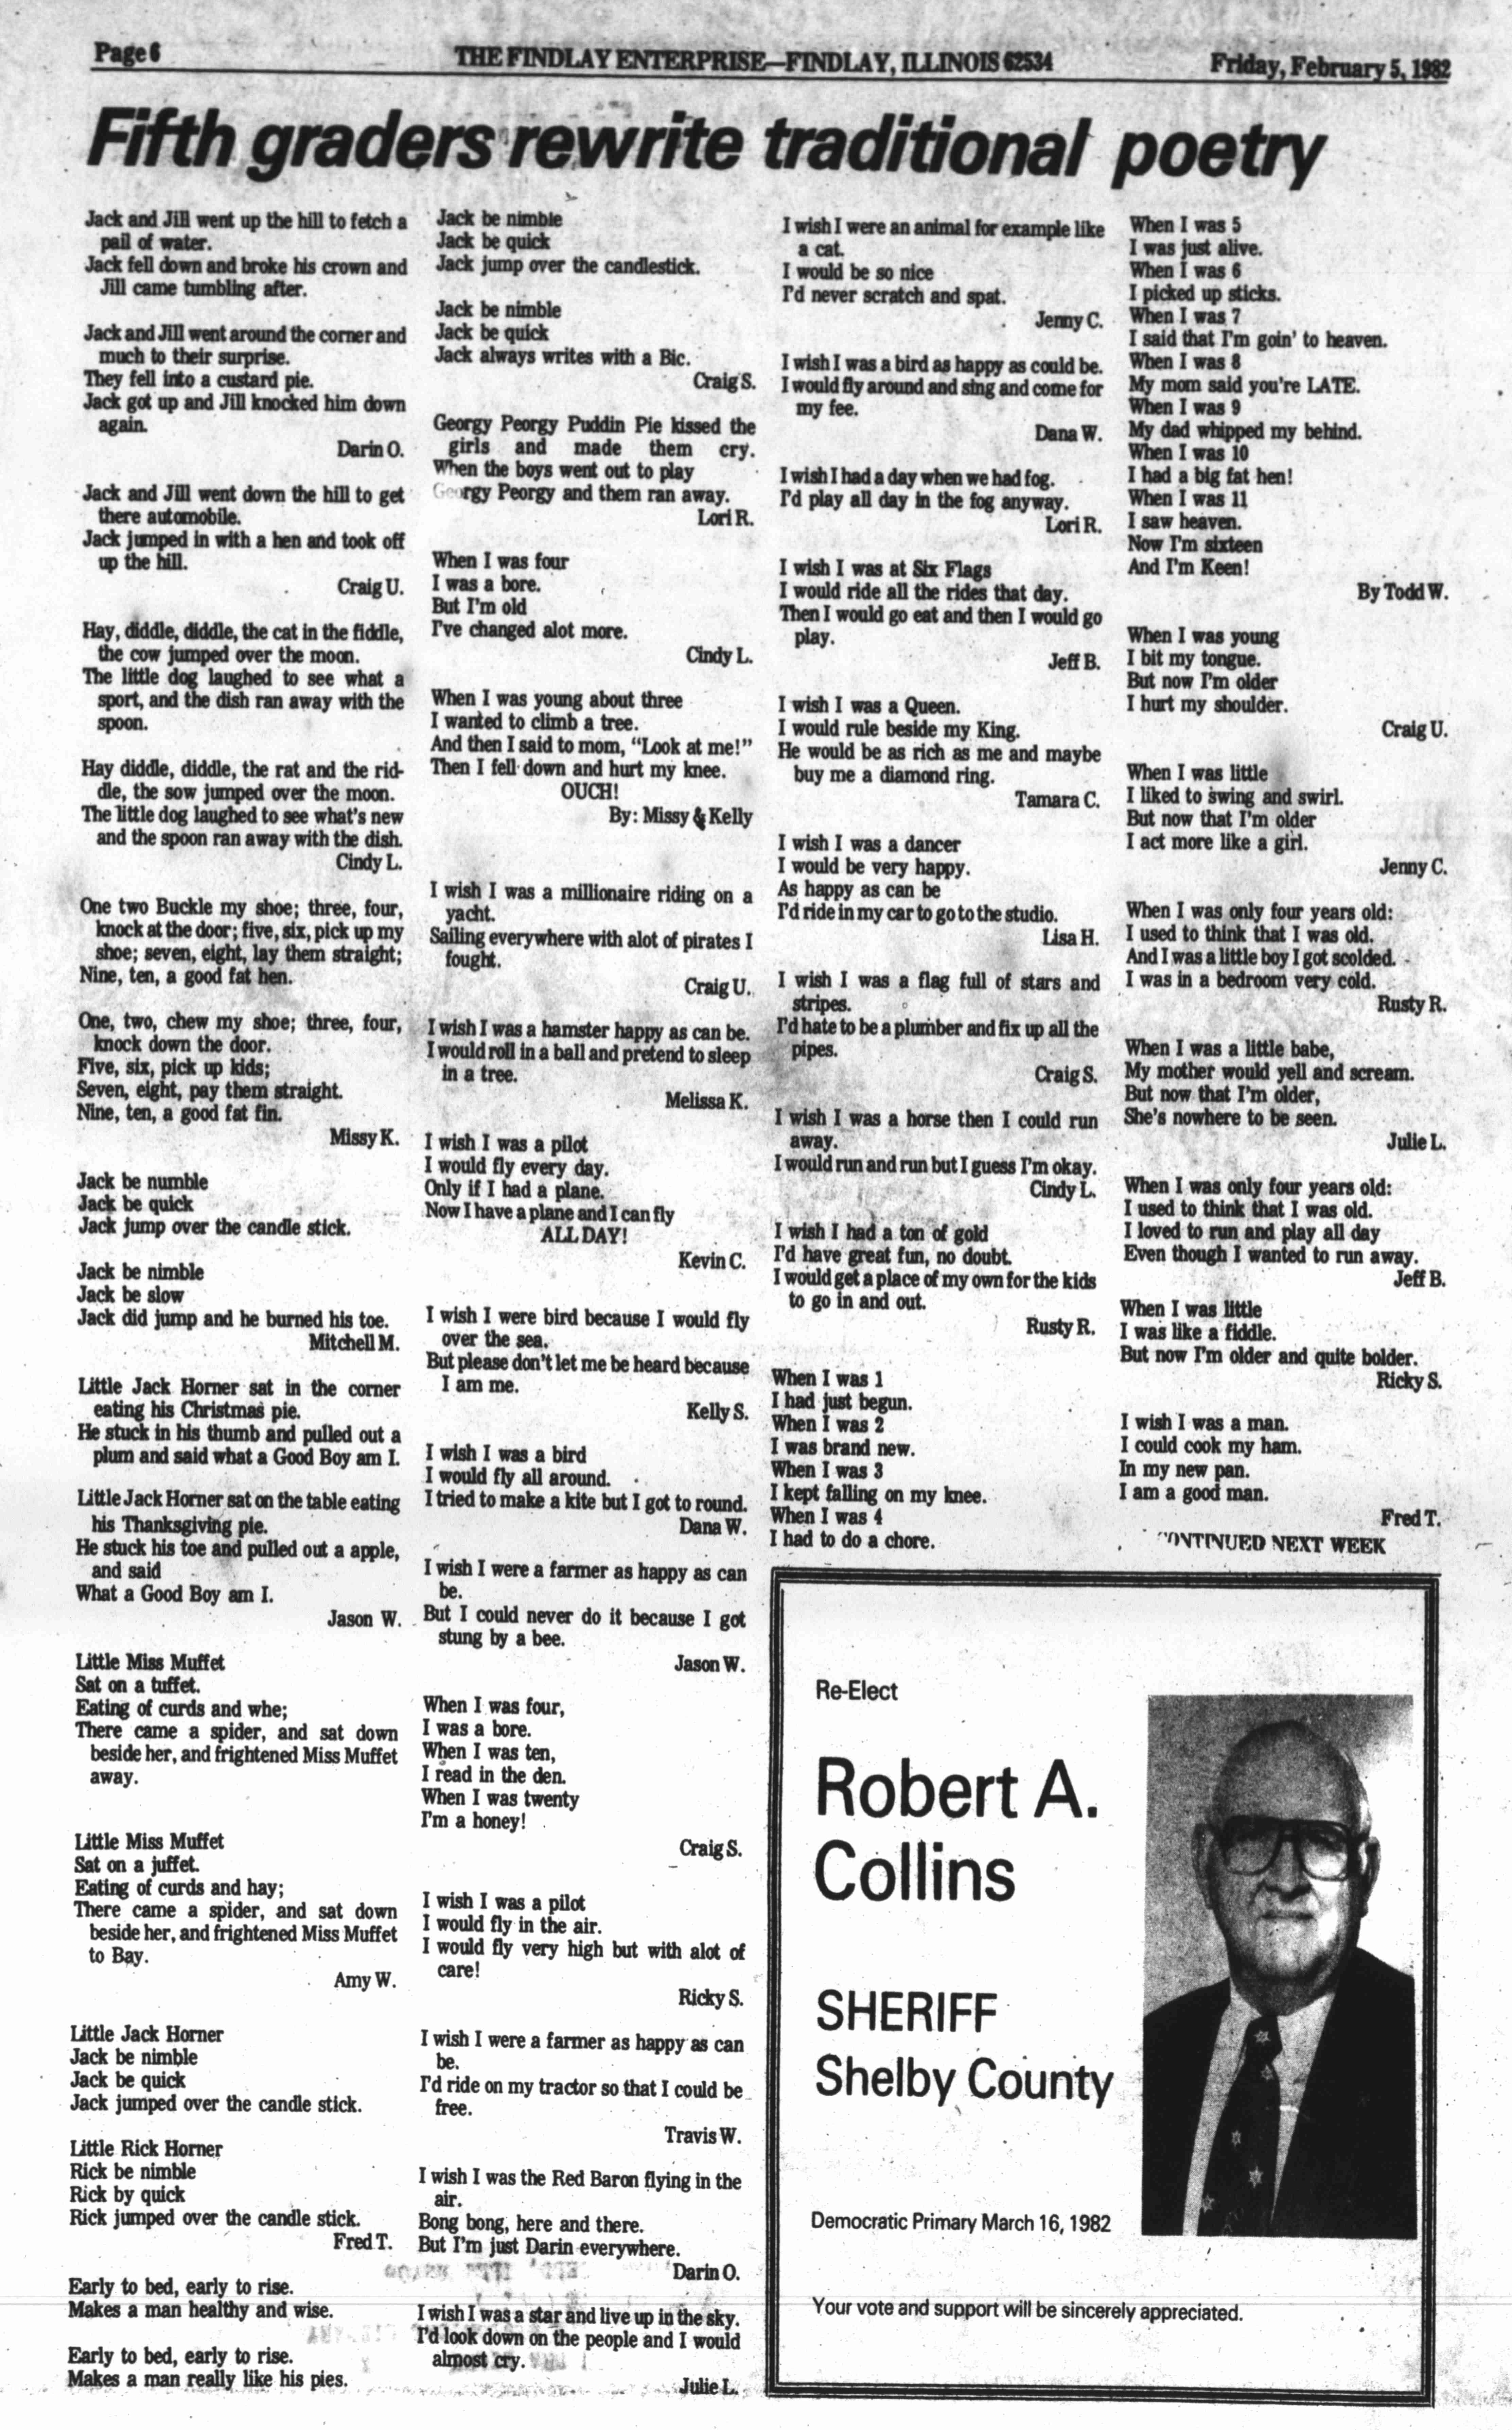 Page 6
THE FINDLAY ENTERPRISE—FINDLAY, ILLINOIS 62534
Friday, February 5, 1982
Fifth graders rewrite traditional poetry
Jack and Jill went up the hill to fetch a
pail of water.
Jack fell down and broke his crown and
Jill came tumbling after.
Jack and Jill went around the corner and
much to their surprise.
They fell into a custard pie.
Jack got up and Jill knocked him down
again.
Darin O.
Jack and Jill went down the hill to get
there automobile.
Jack jumped in with a hen and took off
up the hill.
Craig U.
Hay, diddle, diddle, the cat in the fiddle,
the cow jumped over the moon.
The little dog laughed to see what a
sport, and the dish ran away with the
spoon.
Hay diddle, diddle, the rat and the rid-
dle, the sow jumped over the moon.
The little dog laughed to see what's new
and the spoon ran away with the dish.
Cindy L.
One two Buckle my shoe; three, four,
knock at the door; five, six, pick up my
shoe; seven, eight, lay them straight;
Nine, ten, a good fat hen.
One, two, chew my shoe; three, four,
knock down the door.
Five, six, pick up kids;
Seven, eight, pay them straight.
Nine, ten, a good fat fin.
Missy K.
Jack be numble
Jack be quick
Jack jump over the candle stick.
Jack be nimble
Jack be slow
Jack did jump and he burned his toe.
Mitchell M.
Little Jack Horner sat in the corner
eating his Christmas pie.
He stuck in his thumb and pulled out a
plum and said what a Good Boy am I.
Little Jack Horner sat on the table eating
his Thanksgiving pie.
He stuck his toe and pulled out a apple,
and said
What a Good Boy am I.
Jason W.
Little Miss Muffet
Sat on a tuffet.
Eating of curds and whe;
There came a spider, and sat down
beside her, and frightened Miss Muffet
away.
Little Miss Muffet
Sat on a juffet.
Eating of curds and hay;
There came a spider, and sat down
beside her, and frightened Miss Muffet
to Bay.
Amy W.
Little Jack Horner
Jack be nimble
Jack be quick
Jack jumped over the candle stick.
Little Rick Horner
Rick be nimble
Rick by quick
Rick jumped over the candle stick.
Fred T.
Early to bed, early to rise.
Makes a man healthy and wise.
Early to bed, early to rise.
Makes a man really like his pies.
Jack be nimble
Jack be quick
Jack jump over the candlestick.
Jack be nimble
Jack be quick
Jack always writes with a Bic.
Craig S.
Georgy Peorgy Puddin Pie kissed the
girls and made them cry.
When the boys went out to play
Georgy Peorgy and them ran away.
Lori R.
When I was four
I was a bore.
But I'm old
I've changed alot more.
Cindy L.
When I was young about three
I wanted to climb a tree.
And then I said to mom, "Look at me!"
Then I fell down and hurt my knee.
OUCH!
By: Missy & Kelly
I wish I was a millionaire riding on a
yacht.
Sailing everywhere with alot of pirates I
fought.
Craig U.
I wish I was a hamster happy as can be.
I would roll in a ball and pretend to sleep
in a tree.
Melissa K.
I wish I was a pilot
I would fly every day.
Only if I had a plane.
Now I have a plane and I can fly
ALL DAY!
Kevin C.
I wish I were bird because I would fly
over the sea.
But please don't let me be heard because
I am me.
Kelly S.
I wish I was a bird
I would fly all around.
I tried to make a kite but I got to round.
Dana W.
I wish I were a farmer as happy as can
be.
But I could never do it because I got
stung by a bee.
Jason W.
When I was four,
I was a bore.
When I was ten,
I read in the den.
When I was twenty
I'm a honey!
Craig S.
I wish I was a pilot
I would fly in the air.
I would fly very high but with alot of
care!
Ricky S.
I wish I were a farmer as happy as can
be.
I'd ride on my tractor so that I could be
free.
Travis W.
I wish I was the Red Baron flying in the
air.
Bong bong, here and there.
But I'm just Darin everywhere.
Darin O.
I wish I was a star and live up in the sky.
I'd look down on the people and I would
almost cry.
Julie L.
I wish I were an animal for example like
a cat.
I would be so nice
I'd never scratch and spat.
Jenny C.
I wish I was a bird as happy as could be.
I would fly around and sing and come for
my fee.
Dana W.
I wish I had a day when we had fog.
I'd play all day in the fog anyway.
Lori R.
I wish I was at Six Flags
I would ride all the rides that day.
Then I would go eat and then I would go
play.
Jeff B.
I wish I was a Queen.
I would rule beside my King.
He would be as rich as me and maybe
buy me a diamond ring.
Tamara C.
I wish I was a dancer
I would be very happy.
As happy as can be
I'd ride in my car to go to the studio.
Lisa H.
I wish I was a flag full of stars and
stripes.
I'd hate to be a plumber and fix up all the
pipes.
Craig S.
I wish I was a horse then I could run
away.
I would run and run but I guess I'm okay.
Cindy L.
I wish I had a ton of gold
I'd have great fun, no doubt.
I would get a place of my own for the kids
to go in and out.
Rusty R.
When I was 1
I had just begun.
When I was 2
I was brand new.
When I was 3
I kept falling on my knee.
When I was 4
I had to do a chore.
When I was 5
I was just alive.
When I was 6
I picked up sticks.
When I was 7
I said that I'm goin' to heaven.
When I was 8
My mom said you're LATE.
When I was 9
My dad whipped my behind.
When I was 10
I had a big fat hen!
When I was 11
I saw heaven.
Now I'm sixteen
And I'm Keen!
By Todd W.
When I was young
I bit my tongue.
But now I'm older
I hurt my shoulder.
Craig U.
When I was little
I liked to swing and swirl.
But now that I'm older
I act more like a girl.
Jenny C.
When I was only four years old:
I used to think that I was old.
And I was a little boy I got scolded.
I was in a bedroom very cold.
Rusty R.
When I was a little babe,
My mother would yell and scream.
But now that I'm older,
She's nowhere to be seen.
Julie L.
When I was only four years old:
I used to think that I was old.
I loved to run and play all day
Even though I wanted to run away.
Jeff B.
When I was little
I was like a fiddle.
But now I'm older and quite bolder.
Ricky S.
I wish I was a man.
I could cook my ham.
In my new pan.
I am a good man.
Fred T.
CONTINUED NEXT WEEK
Re-Elect
Robert A.
Collins
SHERIFF
Shelby County
Democratic Primary March 16, 1982
Your vote and support will be sincerely appreciated.